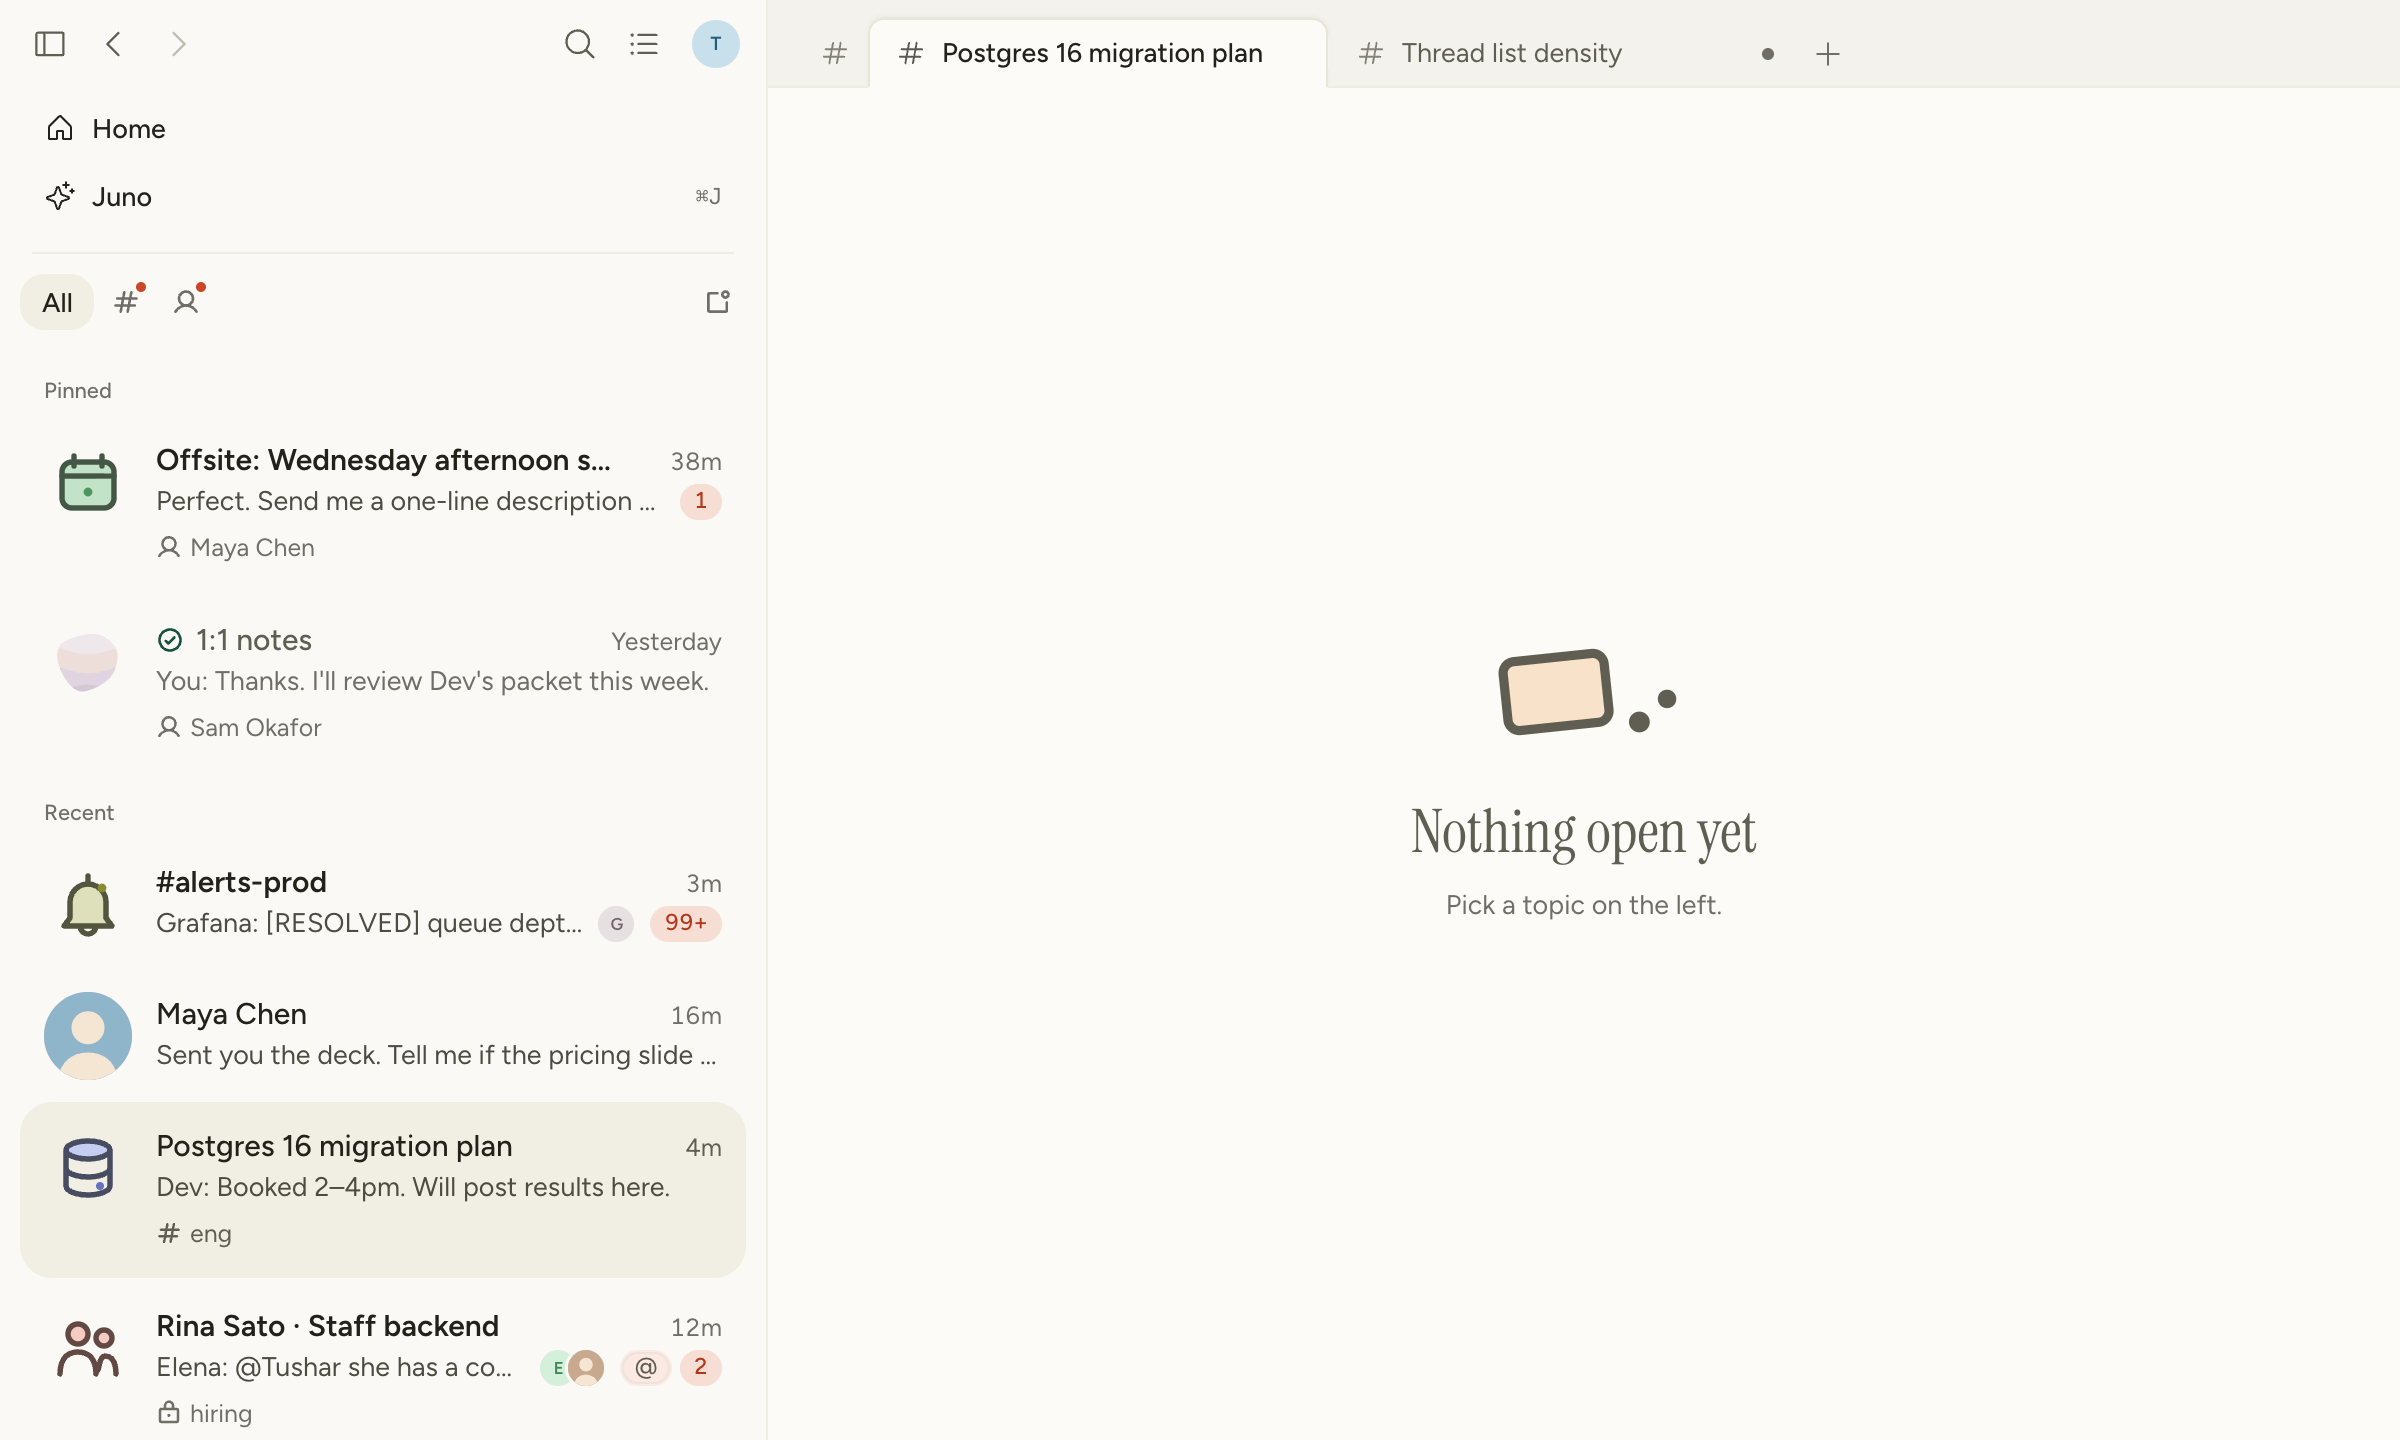 T
Home
Juno
⌘J
All
Pinned
Offsite: Wednesday afternoon s...
38m
Perfect. Send me a one-line description ...
1
Maya Chen
1:1 notes
Yesterday
You: Thanks. I'll review Dev's packet this week.
Sam Okafor
Recent
#alerts-prod
3m
Grafana: [RESOLVED] queue dept...
G
99+
Maya Chen
16m
Sent you the deck. Tell me if the pricing slide ...
Postgres 16 migration plan
4m
Dev: Booked 2–4pm. Will post results here.
# eng
Rina Sato · Staff backend
12m
Elena: @Tushar she has a co...
E
@
2
hiring
#
# Postgres 16 migration plan
# Thread list density
Nothing open yet
Pick a topic on the left.